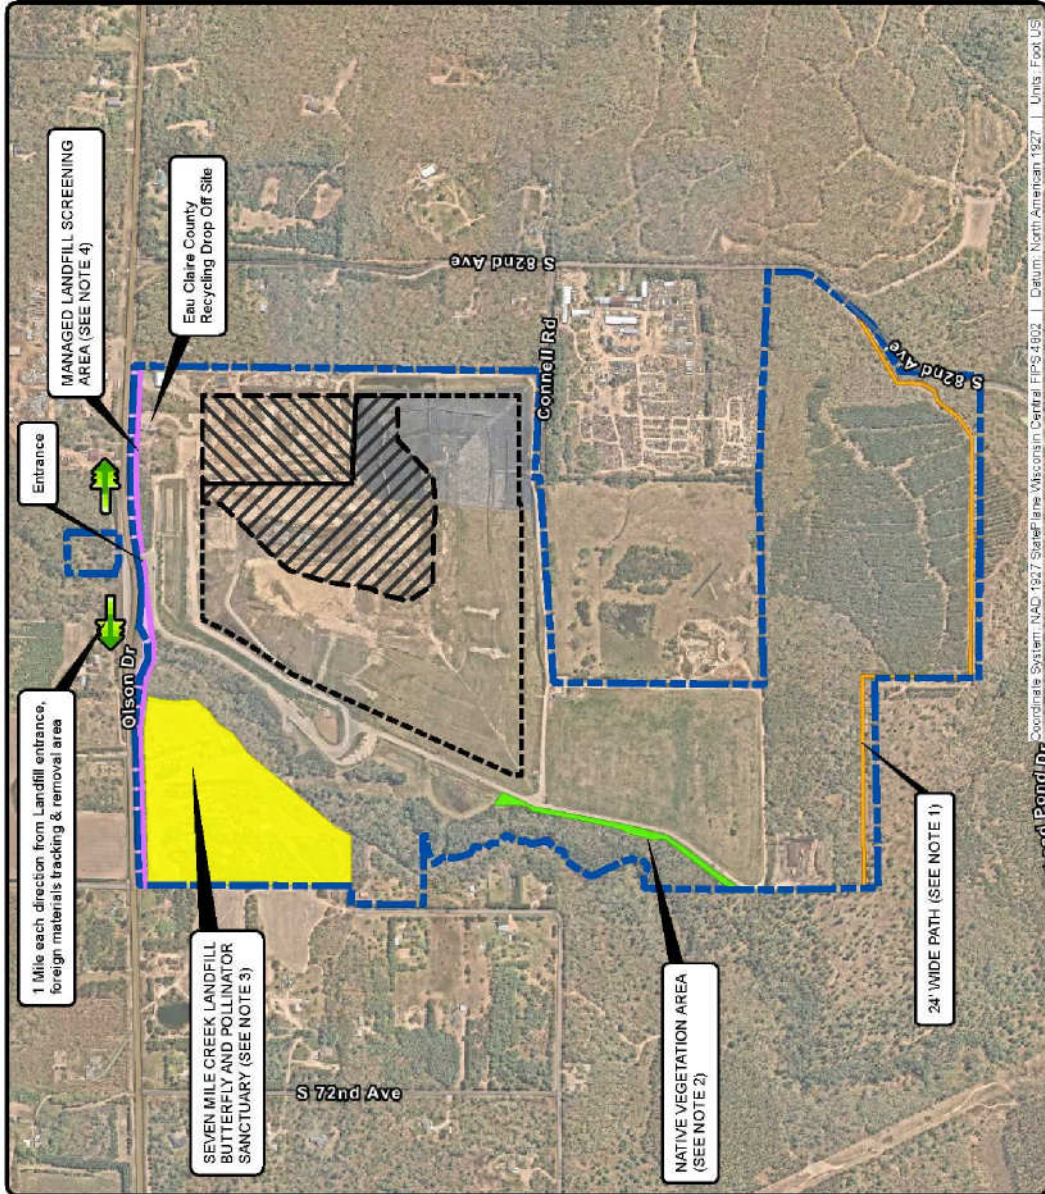 1 Mile each direction from Landfill entrance,
foreign materials tracking & removal area
Entrance
MANAGED LANDFILL SCREENING
AREA (SEE NOTE 4)
Eau Claire County
Recycling Drop Off Site
Olson Dr
SEVEN MILE CREEK LANDFILL
BUTTERFLY AND POLLINATOR
SANCTUARY (SEE NOTE 3)
S 72nd Ave
S 82nd Ave
Connell Rd
NATIVE VEGETATION AREA
(SEE NOTE 2)
24' WIDE PATH (SEE NOTE 1)
S 82nd Ave
Pond Dr
Coordinate System: NAD 1927 StatePlane Wisconsin Central FIPS 4802 | Datum: North American 1927 | Units: Foot US